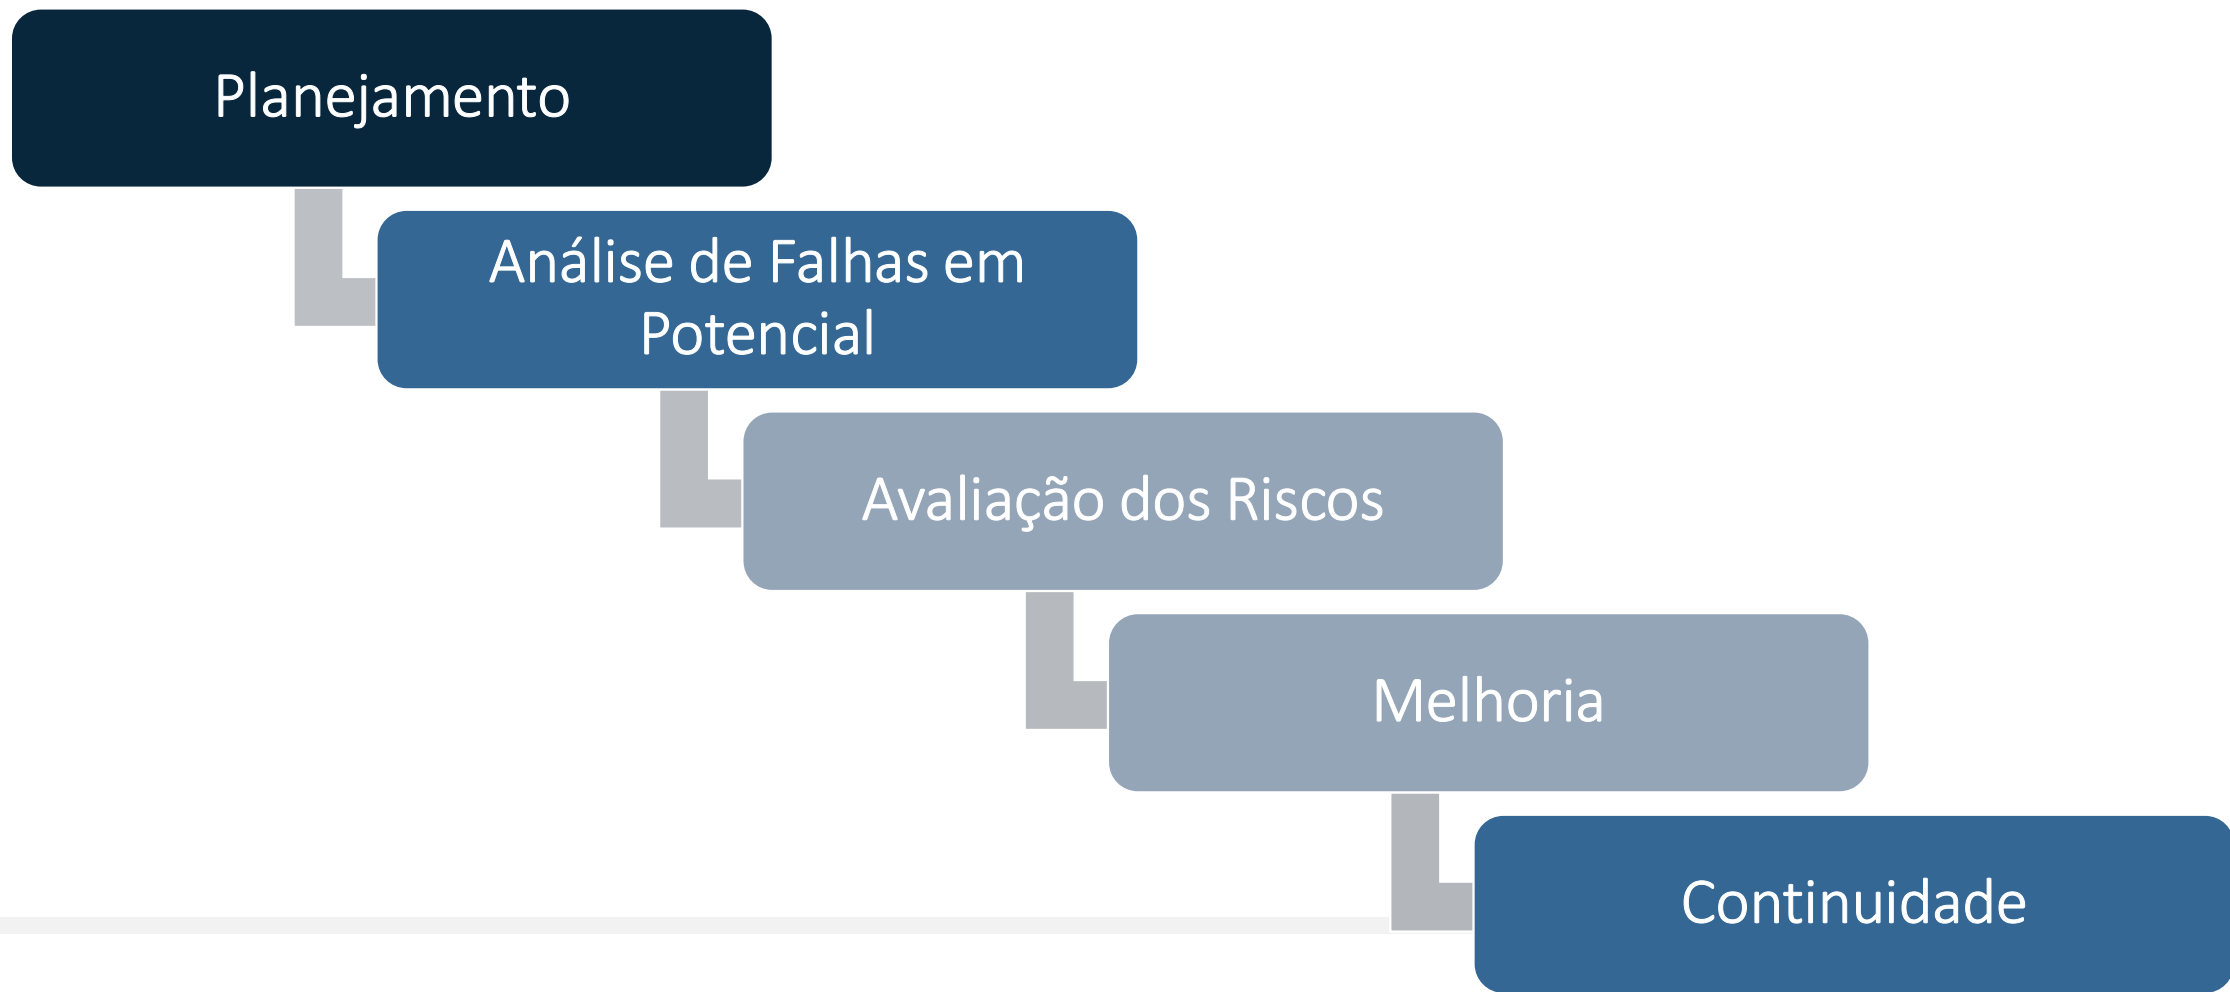 Planejamento
Análise de Falhas em
Potencial
Avaliação dos Riscos
Melhoria
Continuidade